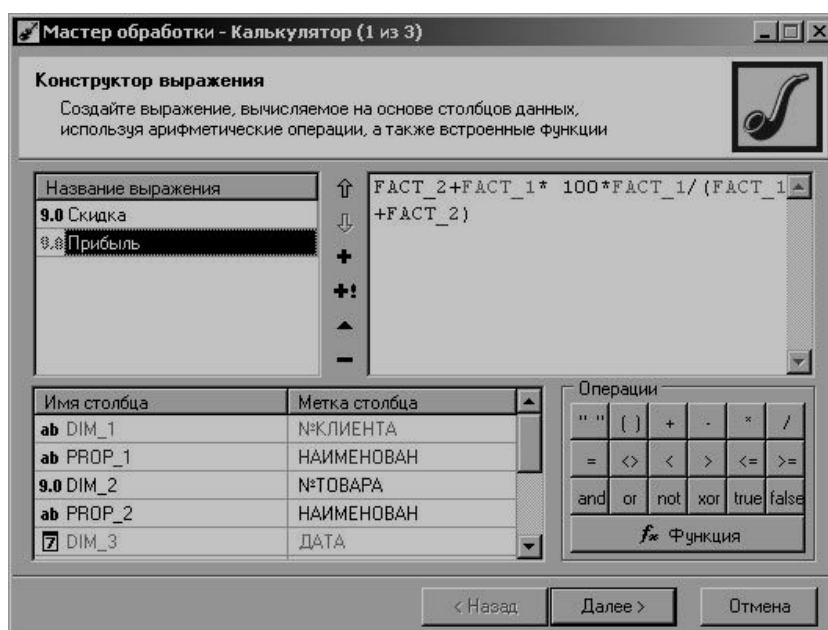 Мастер обработки - Калькулятор (1 из 3)
Конструктор выражения
Создайте выражение, вычисляемое на основе столбцов данных,
используя арифметические операции, а также встроенные функции
Название выражения
9.0 Скидка
9.0 Прибыль
FACT_2+FACT_1* 100*FACT_1/(FACT_1
+FACT_2)
Имя столбца Метка столбца
ab DIM_1 №КЛИЕНТА
ab PROP_1 НАИМЕНОВАН
9.0 DIM_2 №ТОВАРА
ab PROP_2 НАИМЕНОВАН
7 DIM_3 ДАТА
Операции
" " ( ) + - * /
= <> < > <= >=
and or not xor true false
fx Функция
< Назад Далее > Отмена